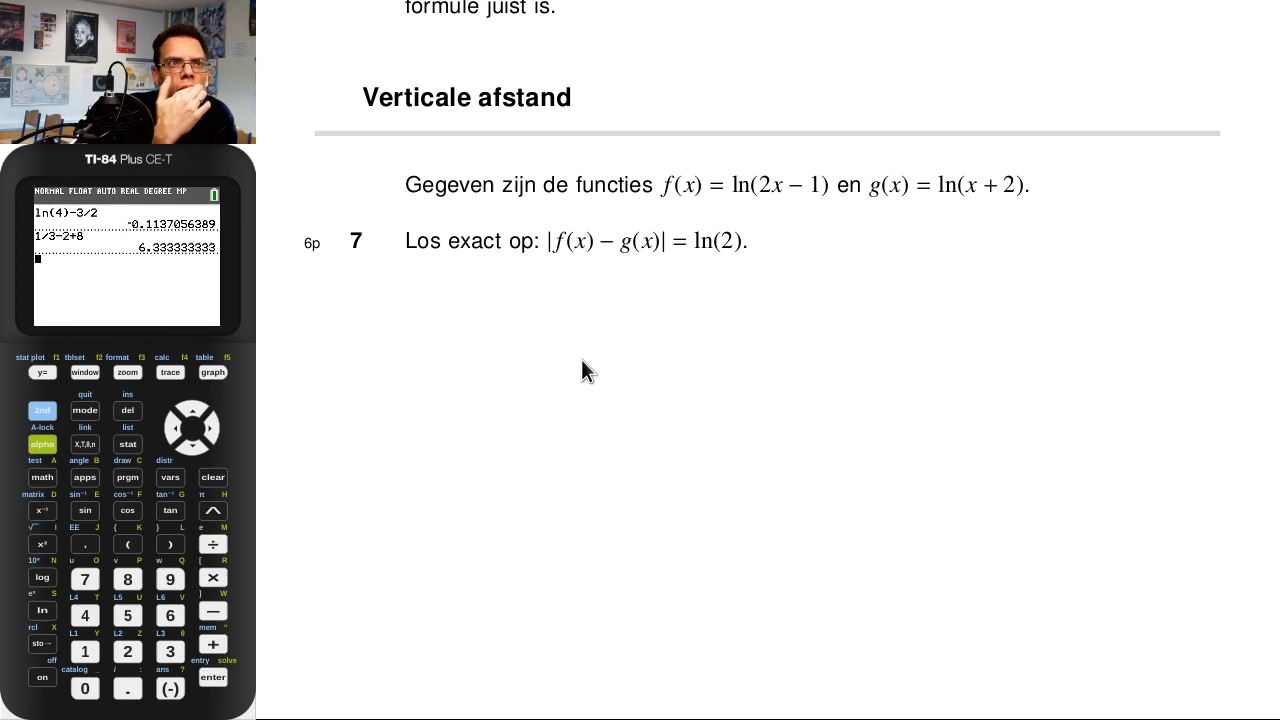 formule juist is.
Verticale afstand
Gegeven zijn de functies f(x) = ln(2x − 1) en g(x) = ln(x + 2).
6p 7 Los exact op: |f(x) − g(x)| = ln(2).
TI-84 Plus CE-T
NORMAL FLOAT AUTO REAL DEGREE MP
ln(4)-3/2
-0.1137056389
1/3-2+8
6.333333333
stat plot f1 tblset f2 format f3 calc f4 table f5
y= window zoom trace graph
quit ins
2nd mode del
A-lock link list
alpha X,T,θ,n stat
test A angle B draw C distr
math apps prgm vars clear
matrix D sin⁻¹ E cos⁻¹ F tan⁻¹ G π H
x⁻¹ sin cos tan ^
√ I EE J { K } L e M
x² , ( ) ÷
10ˣ N u O v P w Q [ R
log 7 8 9 ×
eˣ S L4 T L5 U L6 V ] W
ln 4 5 6 −
rcl X L1 Y L2 Z L3 θ mem "
sto→ 1 2 3 +
off catalog _ i : ans ? entry solve
on 0 . (-) enter